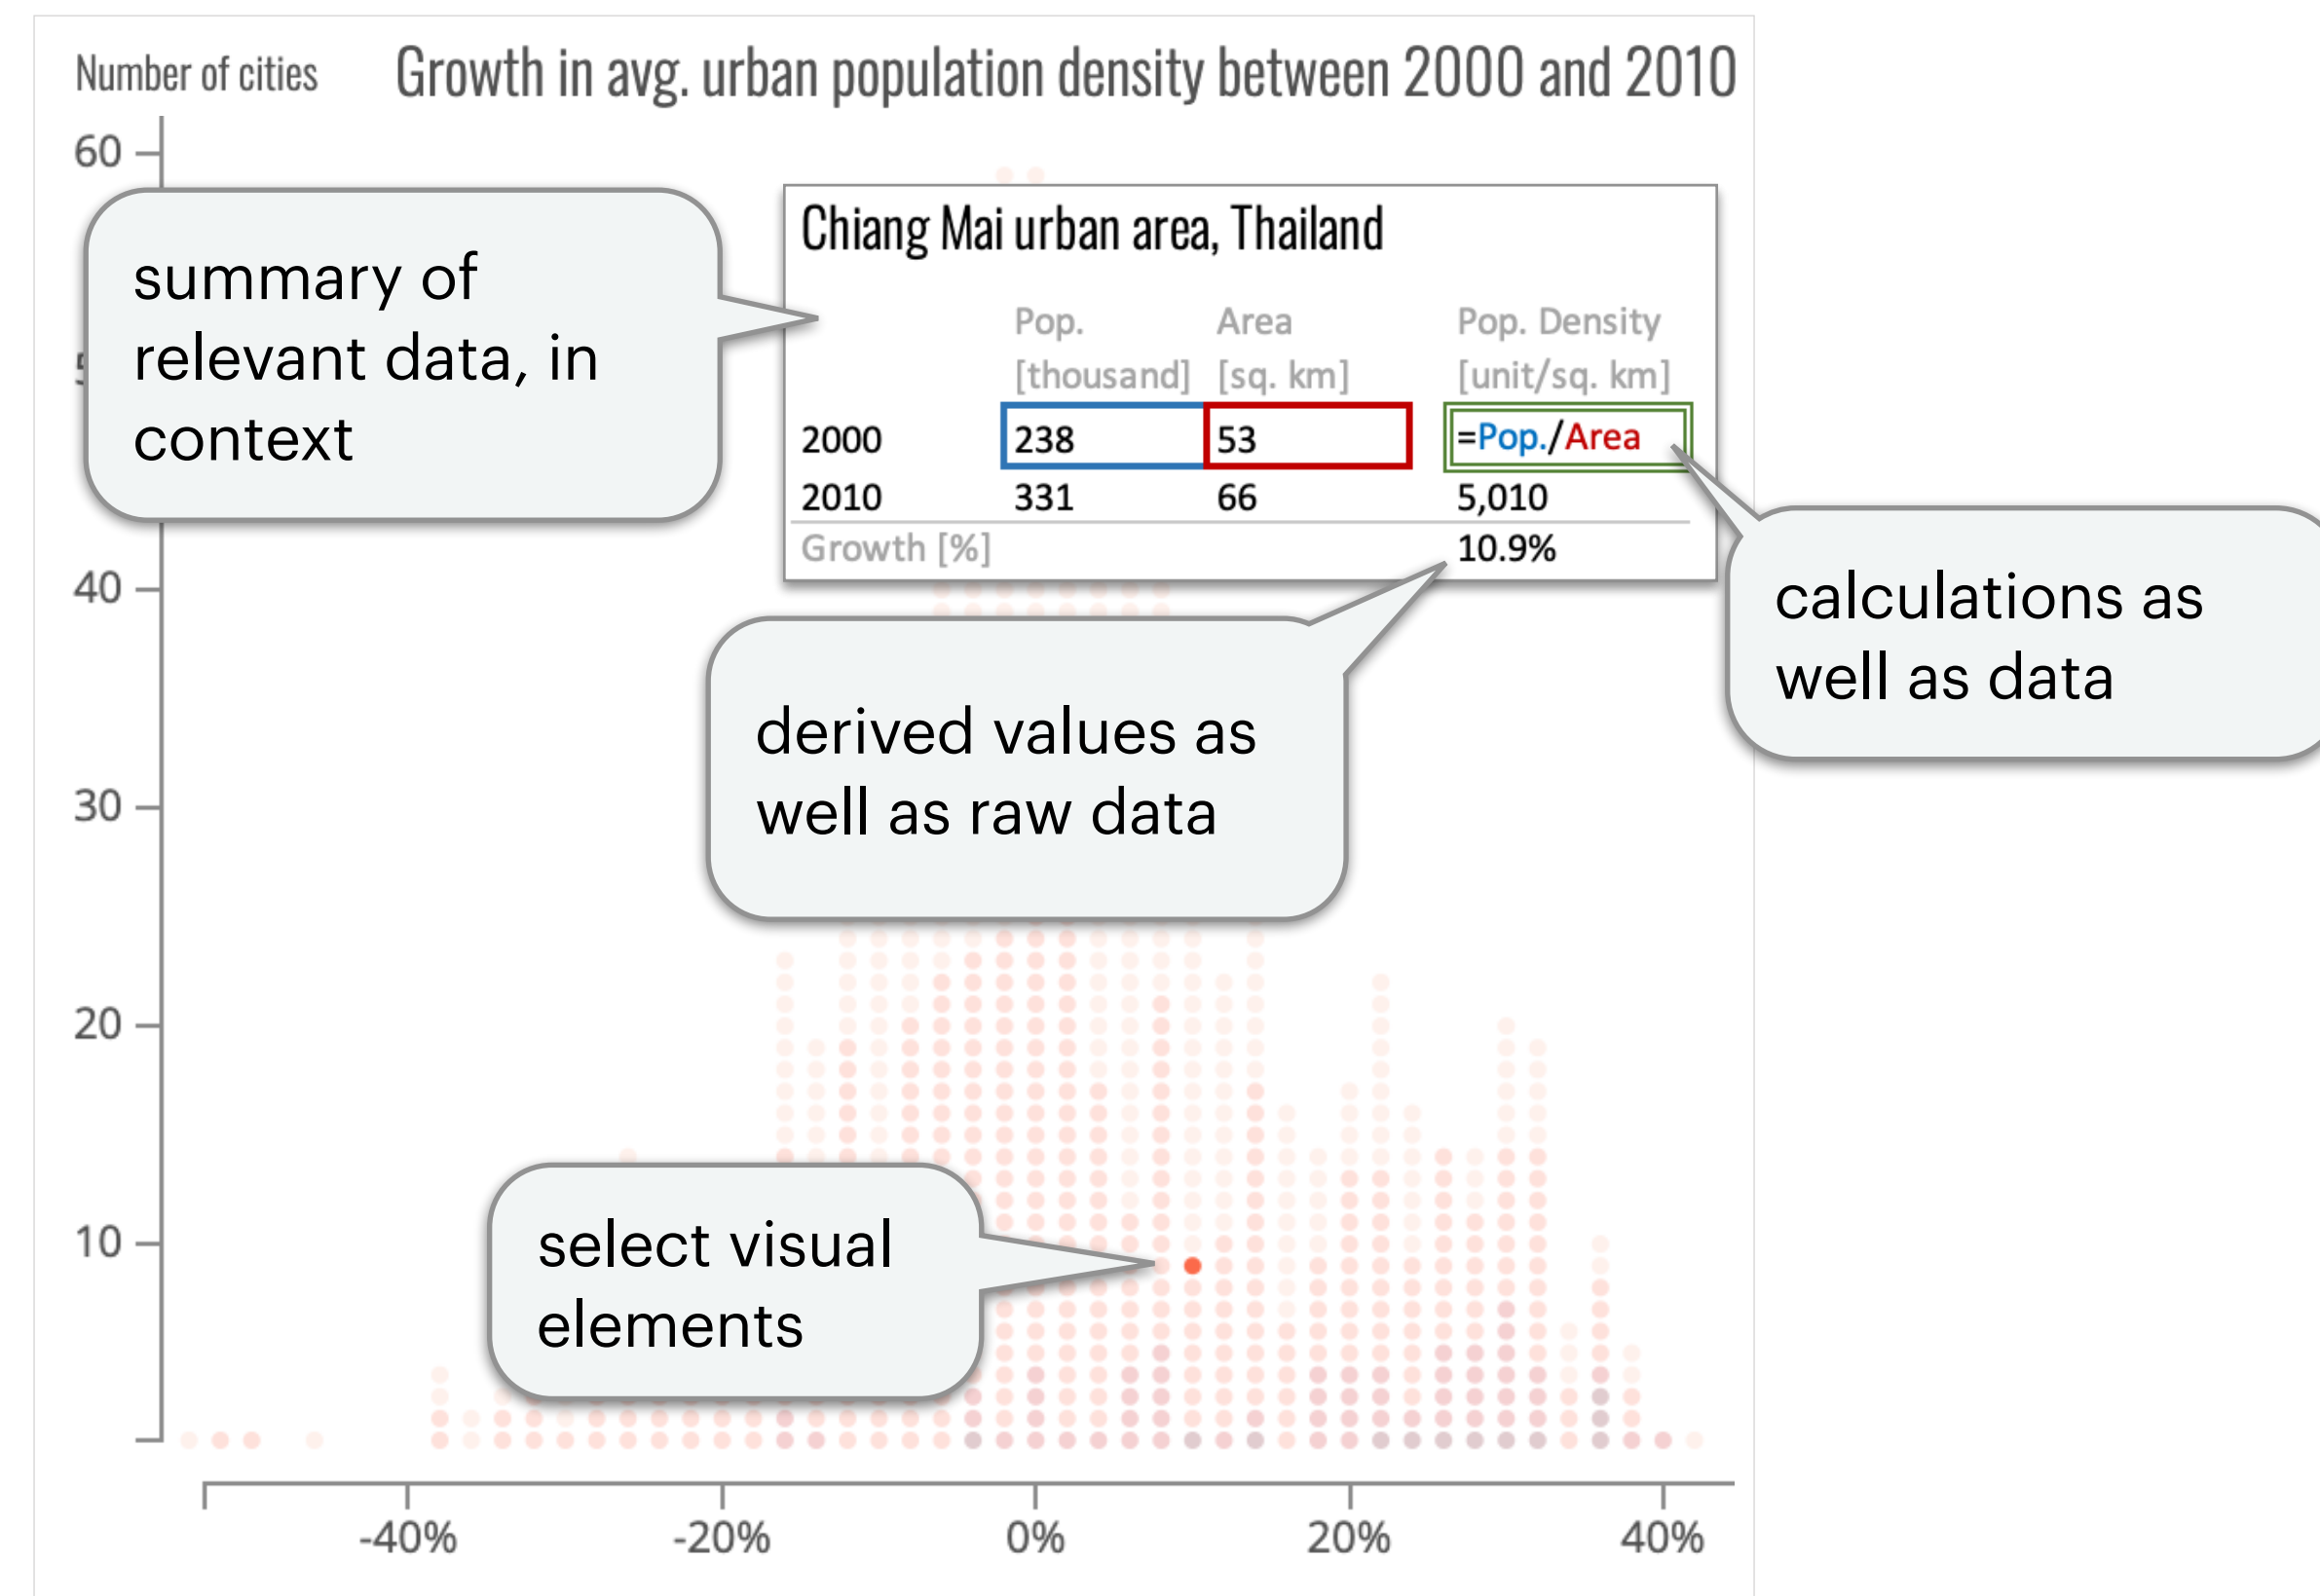 Number of cities
Growth in avg. urban population density between 2000 and 2010
60
summary of
relevant data, in
context
Chiang Mai urban area, Thailand
Pop. Area Pop. Density
[thousand] [sq. km] [unit/sq. km]
2000 238 53 =Pop./Area
2010 331 66 5,010
Growth [%] 10.9%
calculations as
well as data
40
derived values as
well as raw data
30
20
10
select visual
elements
-40% -20% 0% 20% 40%